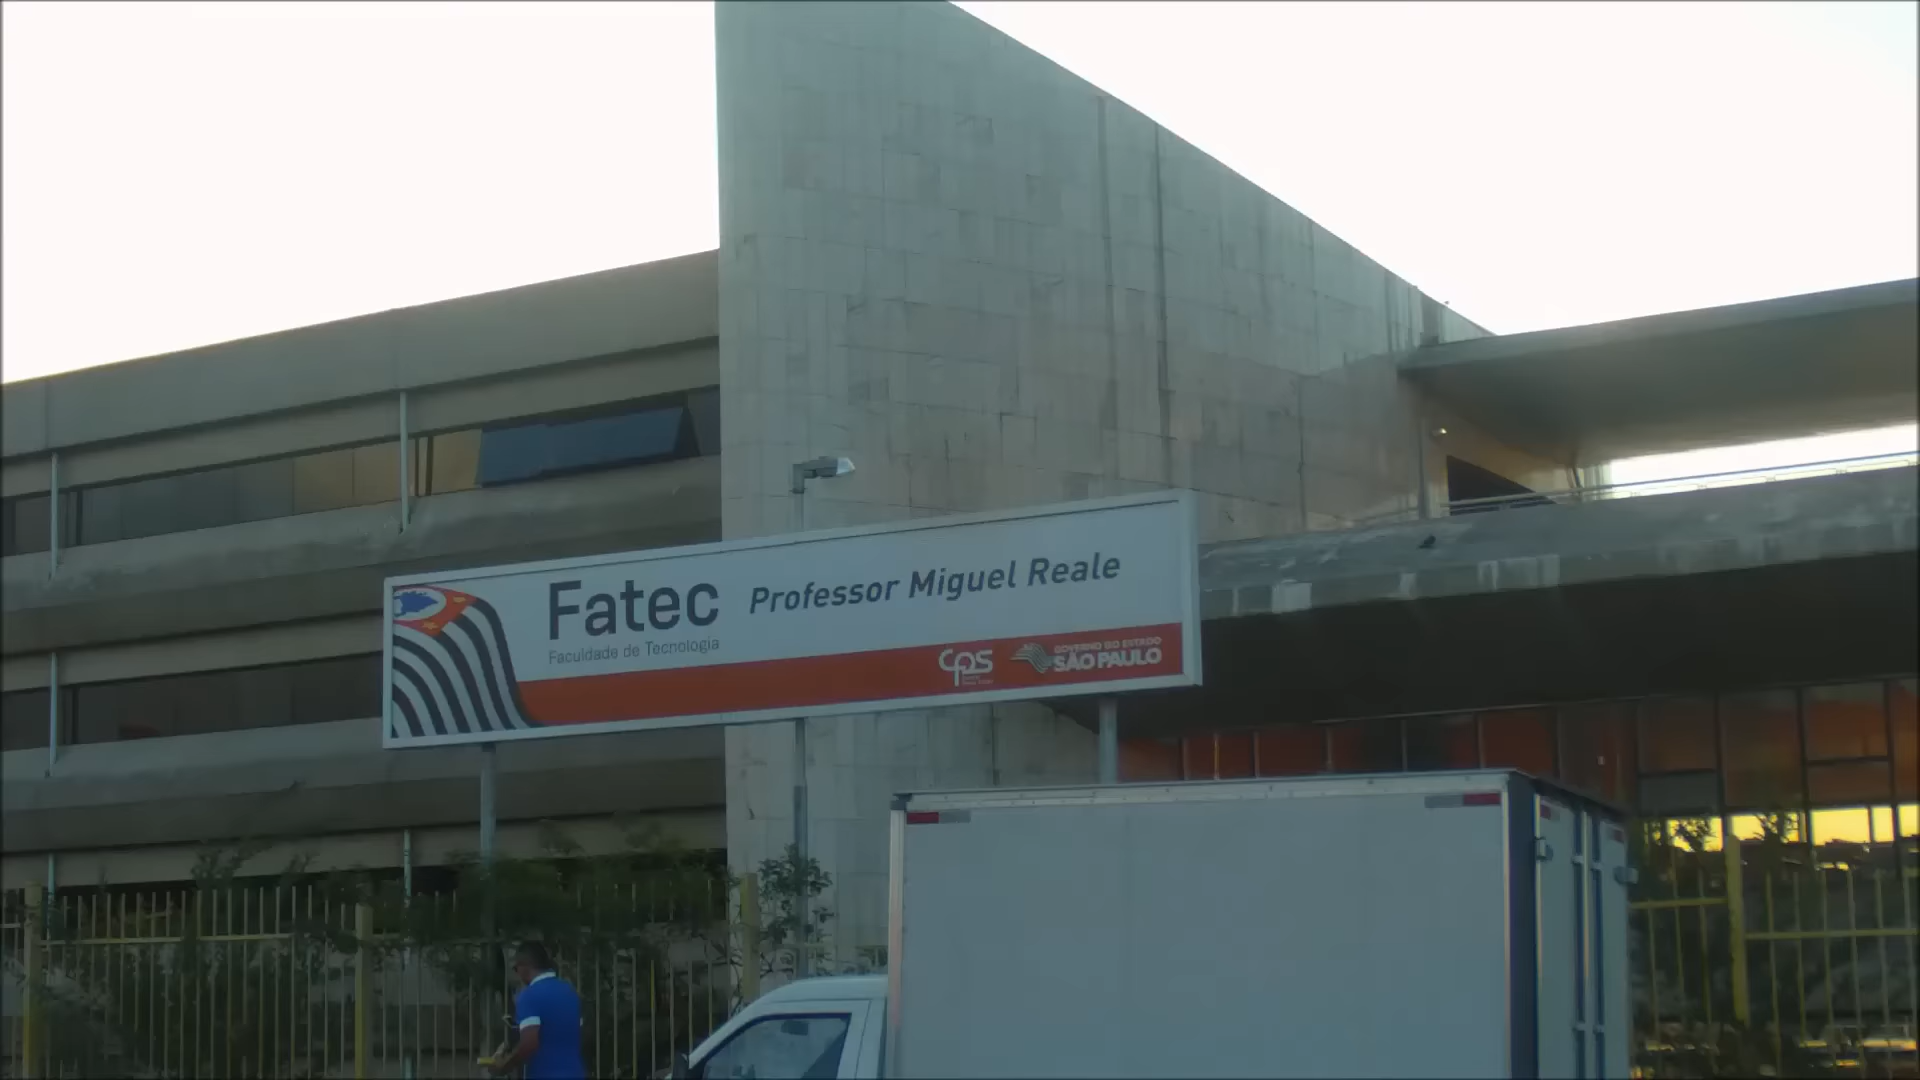 Fatec Professor Miguel Reale
Faculdade de Tecnologia
CPS
GOVERNO DO ESTADO
SÃO PAULO